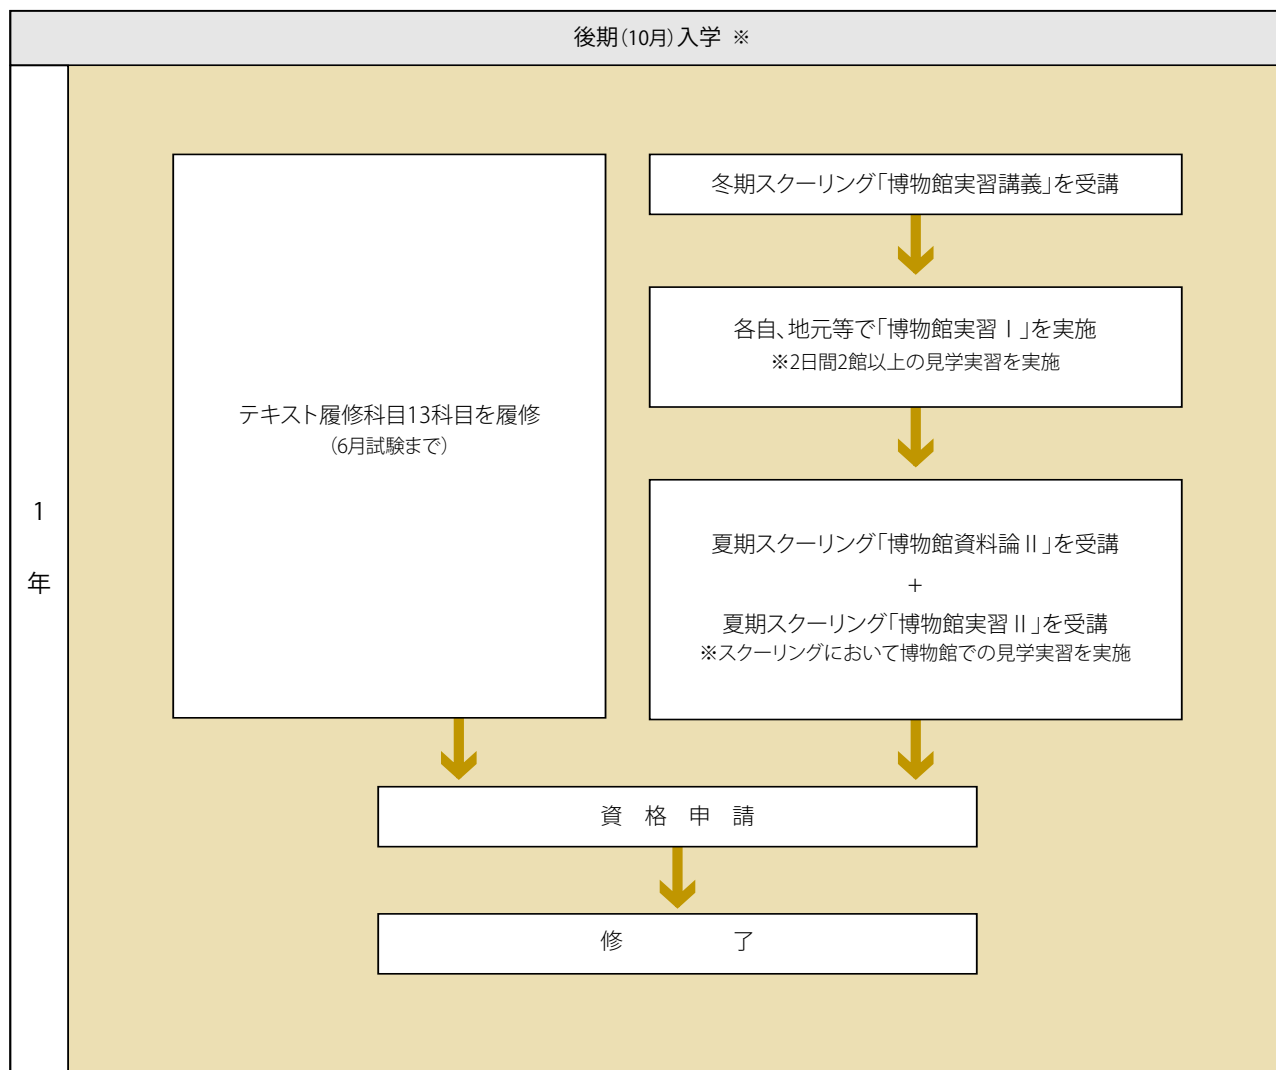 後期(10月)入学 ※
1
年
テキスト履修科目13科目を履修
(6月試験まで)
冬期スクーリング「博物館実習講義」を受講
各自、地元等で「博物館実習Ⅰ」を実施
※2日間2館以上の見学実習を実施
夏期スクーリング「博物館資料論Ⅱ」を受講
+
夏期スクーリング「博物館実習Ⅱ」を受講
※スクーリングにおいて博物館での見学実習を実施
資 格 申 請
修 了